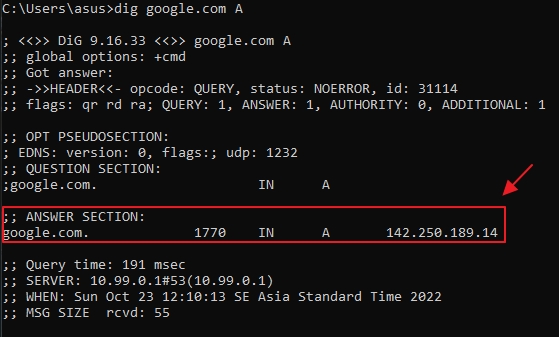 C:\Users\asus>dig google.com A
; <<>> DiG 9.16.33 <<>> google.com A
;; global options: +cmd
;; Got answer:
;; ->>HEADER<<- opcode: QUERY, status: NOERROR, id: 31114
;; flags: qr rd ra; QUERY: 1, ANSWER: 1, AUTHORITY: 0, ADDITIONAL: 1
;; OPT PSEUDOSECTION:
; EDNS: version: 0, flags:; udp: 1232
;; QUESTION SECTION:
;google.com. IN A
;; ANSWER SECTION:
google.com. 1770 IN A 142.250.189.14
;; Query time: 191 msec
;; SERVER: 10.99.0.1#53(10.99.0.1)
;; WHEN: Sun Oct 23 12:10:13 SE Asia Standard Time 2022
;; MSG SIZE rcvd: 55